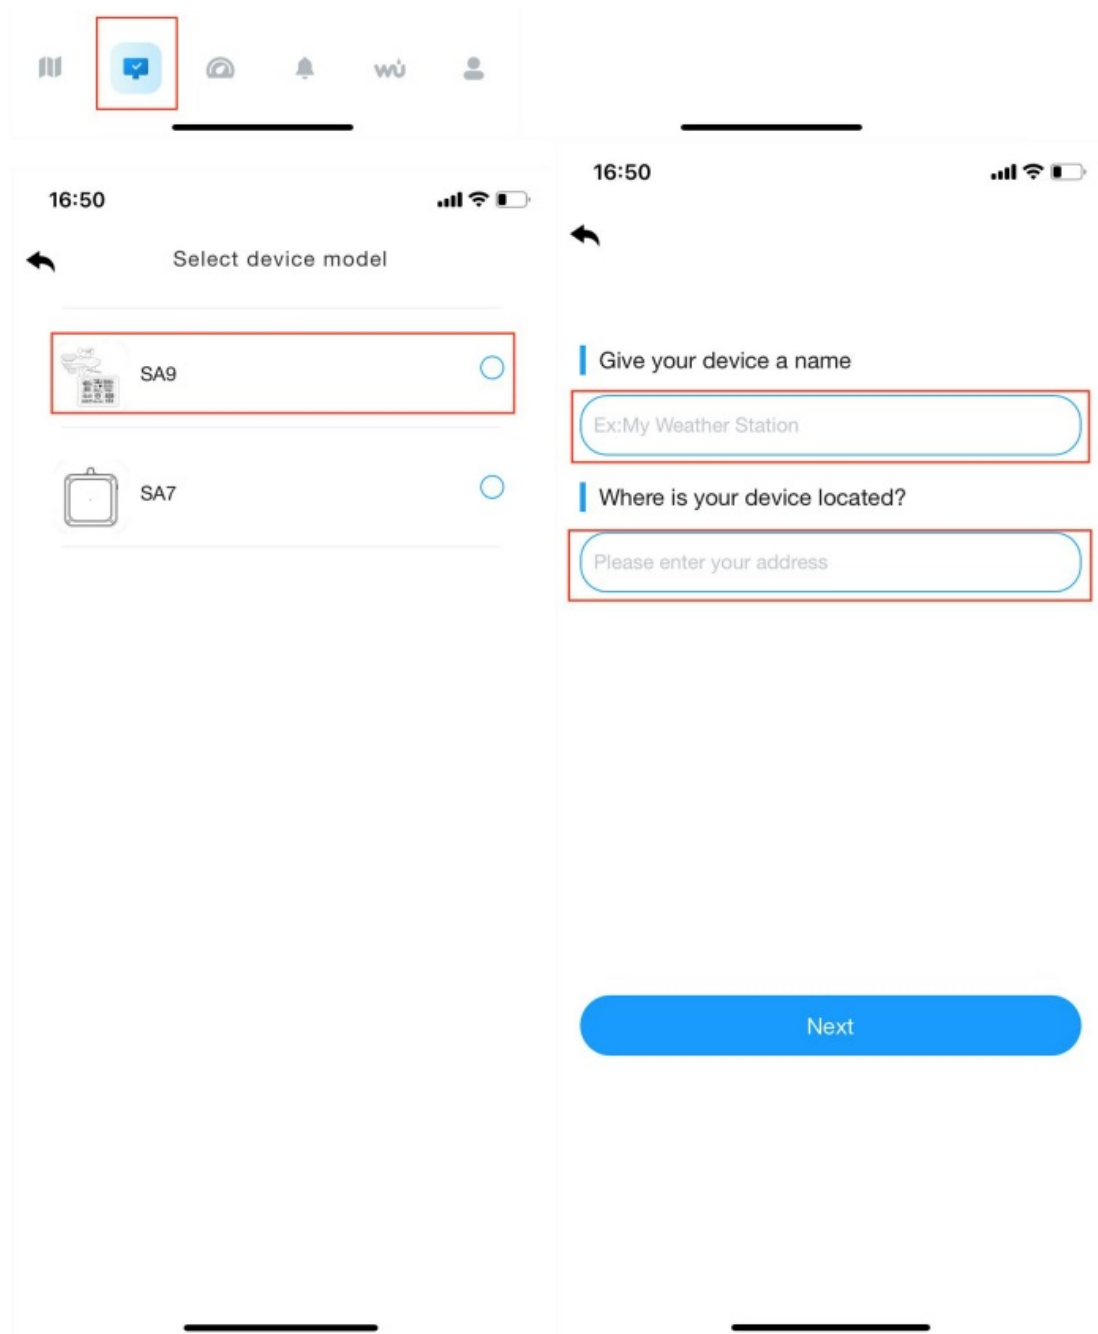 wu
16:50
Select device model
SA9
SA7
16:50
Give your device a name
Ex:My Weather Station
Where is your device located?
Please enter your address
Next